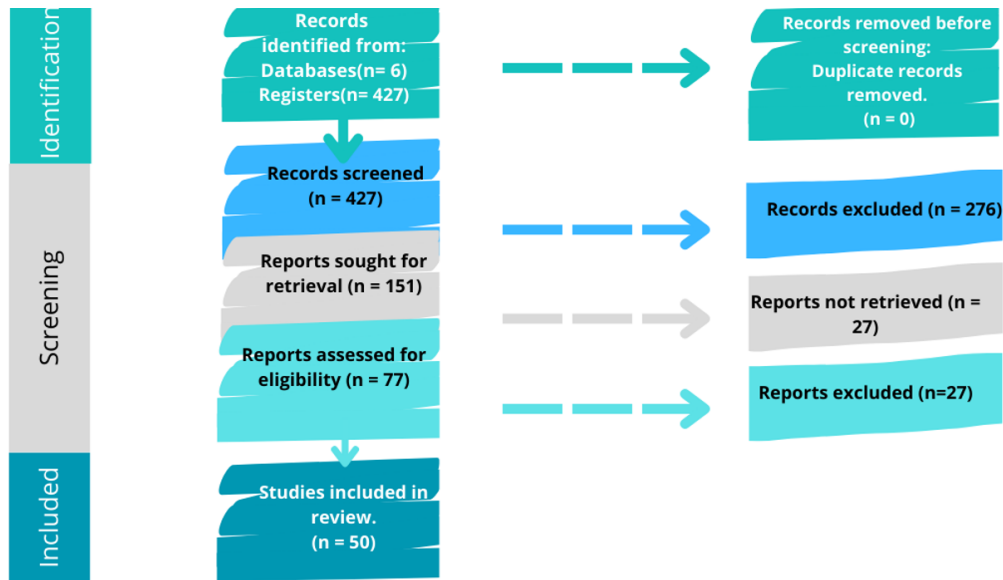 Identification
Records
identified from:
Databases(n= 6)
Registers(n= 427)
Records removed before
screening:
Duplicate records
removed.
(n = 0)
Screening
Records screened
(n = 427)
Records excluded (n = 276)
Reports sought for
retrieval (n = 151)
Reports not retrieved (n =
27)
Reports assessed for
eligibility (n = 77)
Reports excluded (n=27)
Included
Studies included in
review.
(n = 50)